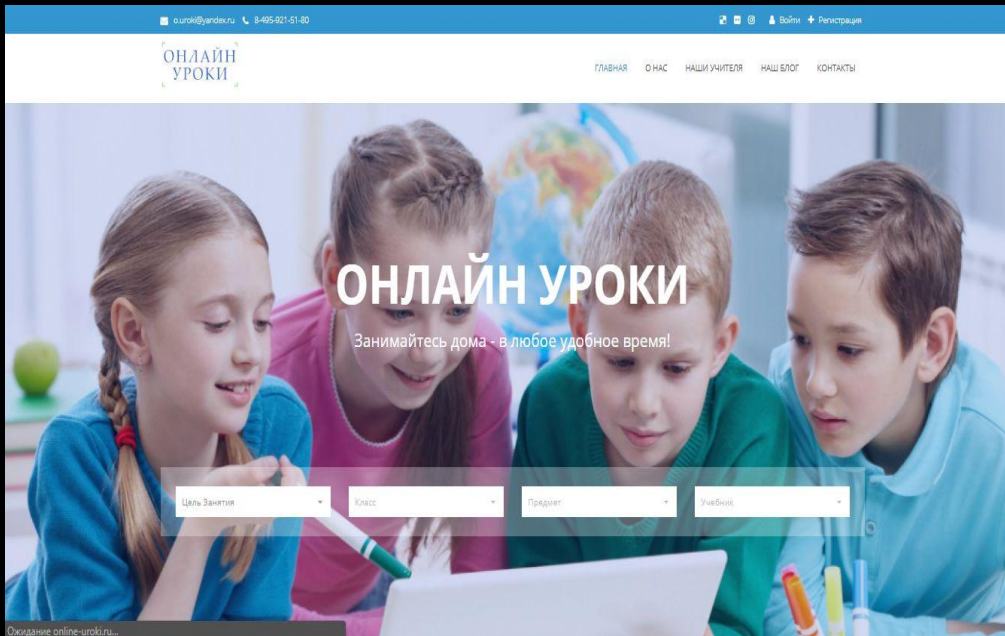 o.uroki@yandex.ru 8-495-921-51-80 Войти Регистрация
ОНЛАЙН
УРОКИ
ГЛАВНАЯ О НАС НАШИ УЧИТЕЛЯ НАШ БЛОГ КОНТАКТЫ
ОНЛАЙН УРОКИ
Занимайтесь дома - в любое удобное время!
Цель Занятия Класс Предмет Учебник
Ожидание online-uroki.ru...